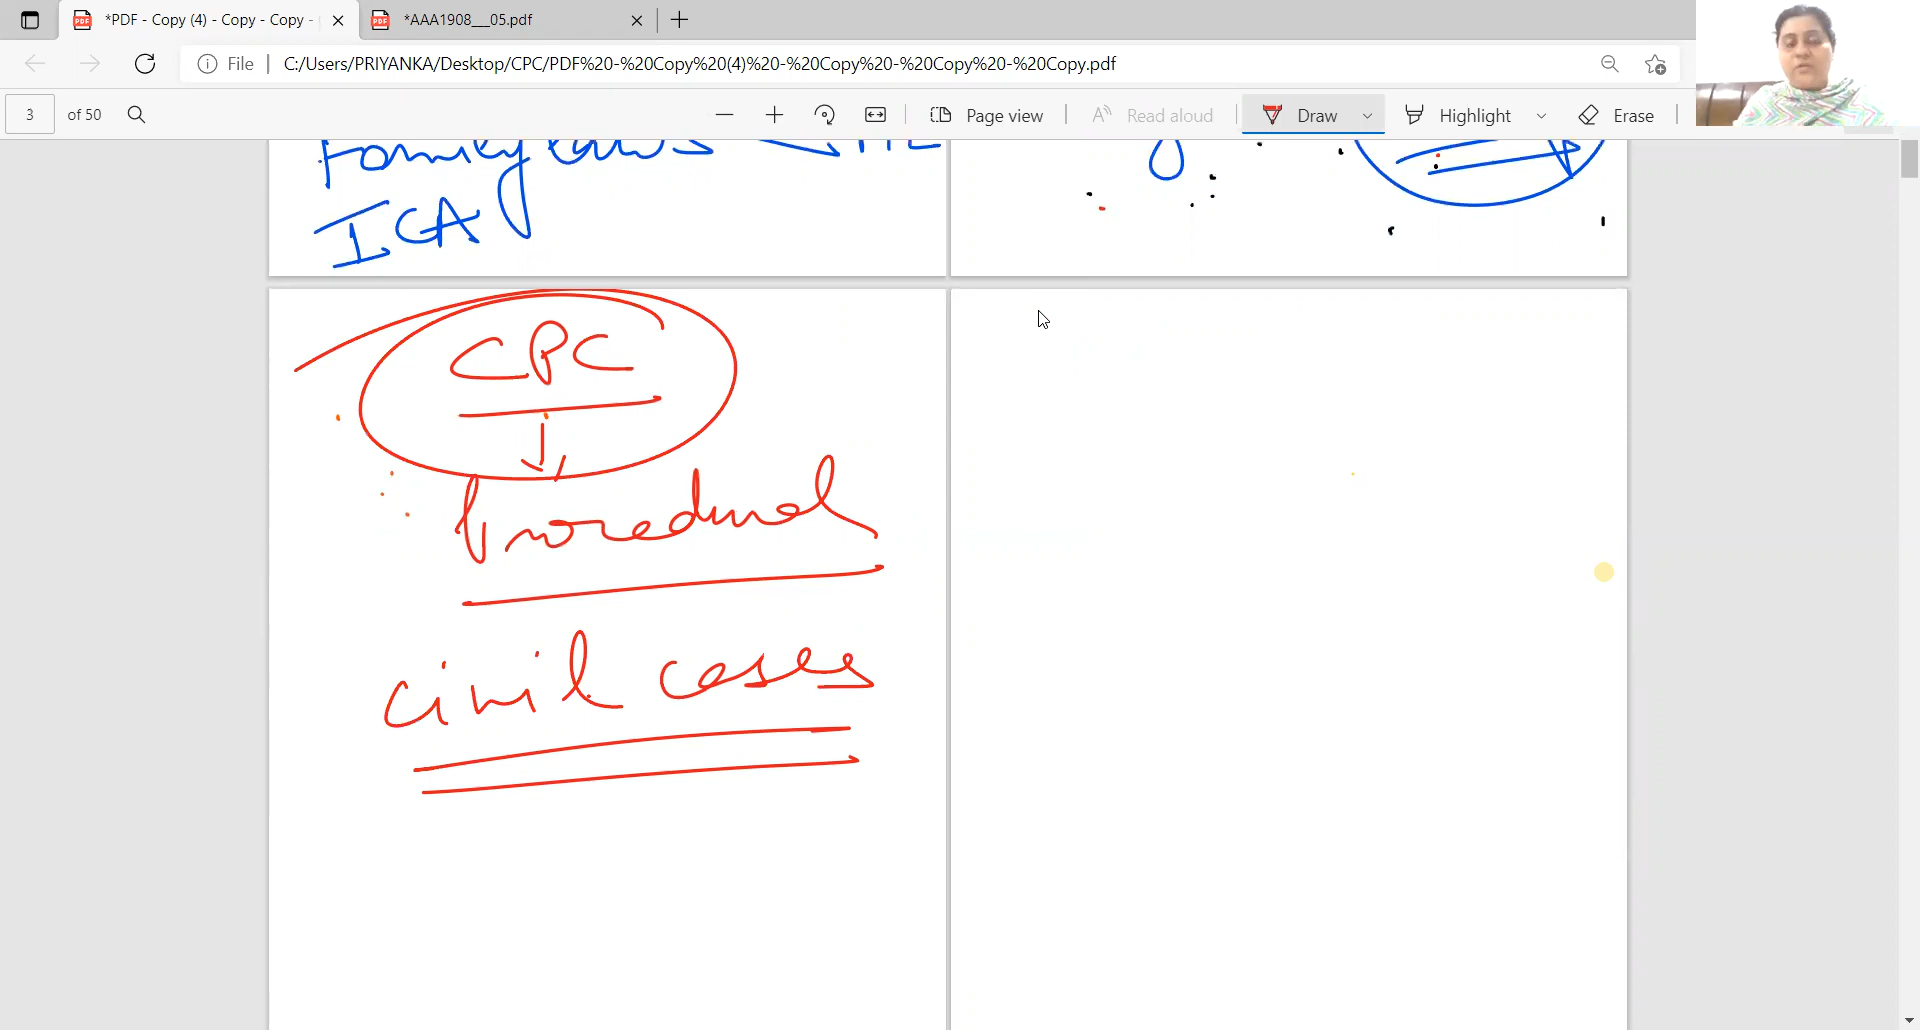 *PDF - Copy (4) - Copy - Copy -
*AAA1908___05.pdf
File
C:/Users/PRIYANKA/Desktop/CPC/PDF%20-%20Copy%20(4)%20-%20Copy%20-%20Copy%20-%20Copy.pdf
3 of 50
Page view
Read aloud
Draw
Highlight
Erase
Family laws
ICA
CPC
Procedural
civil cases